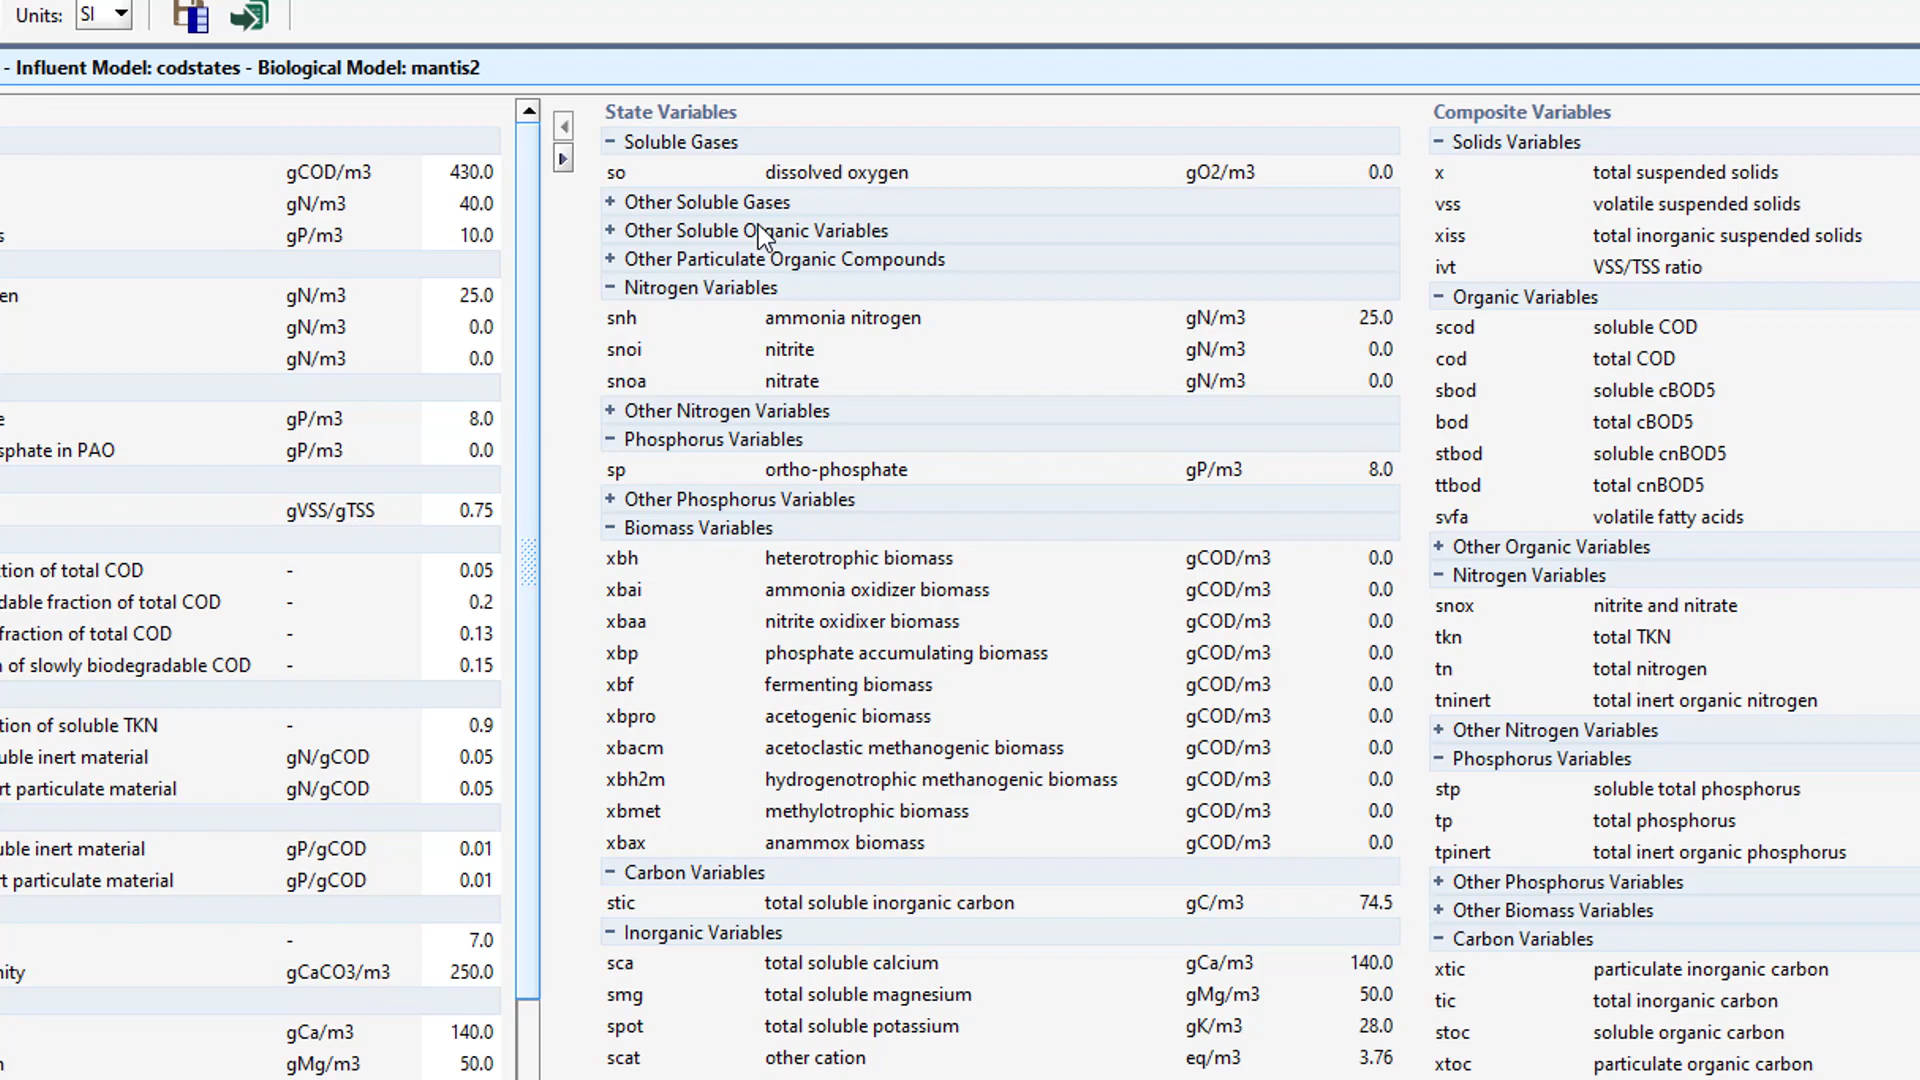 Units: SI
- Influent Model: codstates - Biological Model: mantis2
gCOD/m3 430.0
gN/m3 40.0
s gP/m3 10.0
en gN/m3 25.0
gN/m3 0.0
gN/m3 0.0
e gP/m3 8.0
sphate in PAO gP/m3 0.0
gVSS/gTSS 0.75
tion of total COD - 0.05
dable fraction of total COD - 0.2
fraction of total COD - 0.13
n of slowly biodegradable COD - 0.15
tion of soluble TKN - 0.9
uble inert material gN/gCOD 0.05
rt particulate material gN/gCOD 0.05
uble inert material gP/gCOD 0.01
rt particulate material gP/gCOD 0.01
- 7.0
nity gCaCO3/m3 250.0
gCa/m3 140.0
n gMg/m3 50.0
State Variables
- Soluble Gases
so dissolved oxygen gO2/m3 0.0
+ Other Soluble Gases
+ Other Soluble Organic Variables
+ Other Particulate Organic Compounds
- Nitrogen Variables
snh ammonia nitrogen gN/m3 25.0
snoi nitrite gN/m3 0.0
snoa nitrate gN/m3 0.0
+ Other Nitrogen Variables
- Phosphorus Variables
sp ortho-phosphate gP/m3 8.0
+ Other Phosphorus Variables
- Biomass Variables
xbh heterotrophic biomass gCOD/m3 0.0
xbai ammonia oxidizer biomass gCOD/m3 0.0
xbaa nitrite oxidixer biomass gCOD/m3 0.0
xbp phosphate accumulating biomass gCOD/m3 0.0
xbf fermenting biomass gCOD/m3 0.0
xbpro acetogenic biomass gCOD/m3 0.0
xbacm acetoclastic methanogenic biomass gCOD/m3 0.0
xbh2m hydrogenotrophic methanogenic biomass gCOD/m3 0.0
xbmet methylotrophic biomass gCOD/m3 0.0
xbax anammox biomass gCOD/m3 0.0
- Carbon Variables
stic total soluble inorganic carbon gC/m3 74.5
- Inorganic Variables
sca total soluble calcium gCa/m3 140.0
smg total soluble magnesium gMg/m3 50.0
spot total soluble potassium gK/m3 28.0
scat other cation eq/m3 3.76
Composite Variables
- Solids Variables
x total suspended solids
vss volatile suspended solids
xiss total inorganic suspended solids
ivt VSS/TSS ratio
- Organic Variables
scod soluble COD
cod total COD
sbod soluble cBOD5
bod total cBOD5
stbod soluble cnBOD5
ttbod total cnBOD5
svfa volatile fatty acids
+ Other Organic Variables
- Nitrogen Variables
snox nitrite and nitrate
tkn total TKN
tn total nitrogen
tninert total inert organic nitrogen
+ Other Nitrogen Variables
- Phosphorus Variables
stp soluble total phosphorus
tp total phosphorus
tpinert total inert organic phosphorus
+ Other Phosphorus Variables
+ Other Biomass Variables
- Carbon Variables
xtic particulate inorganic carbon
tic total inorganic carbon
stoc soluble organic carbon
xtoc particulate organic carbon